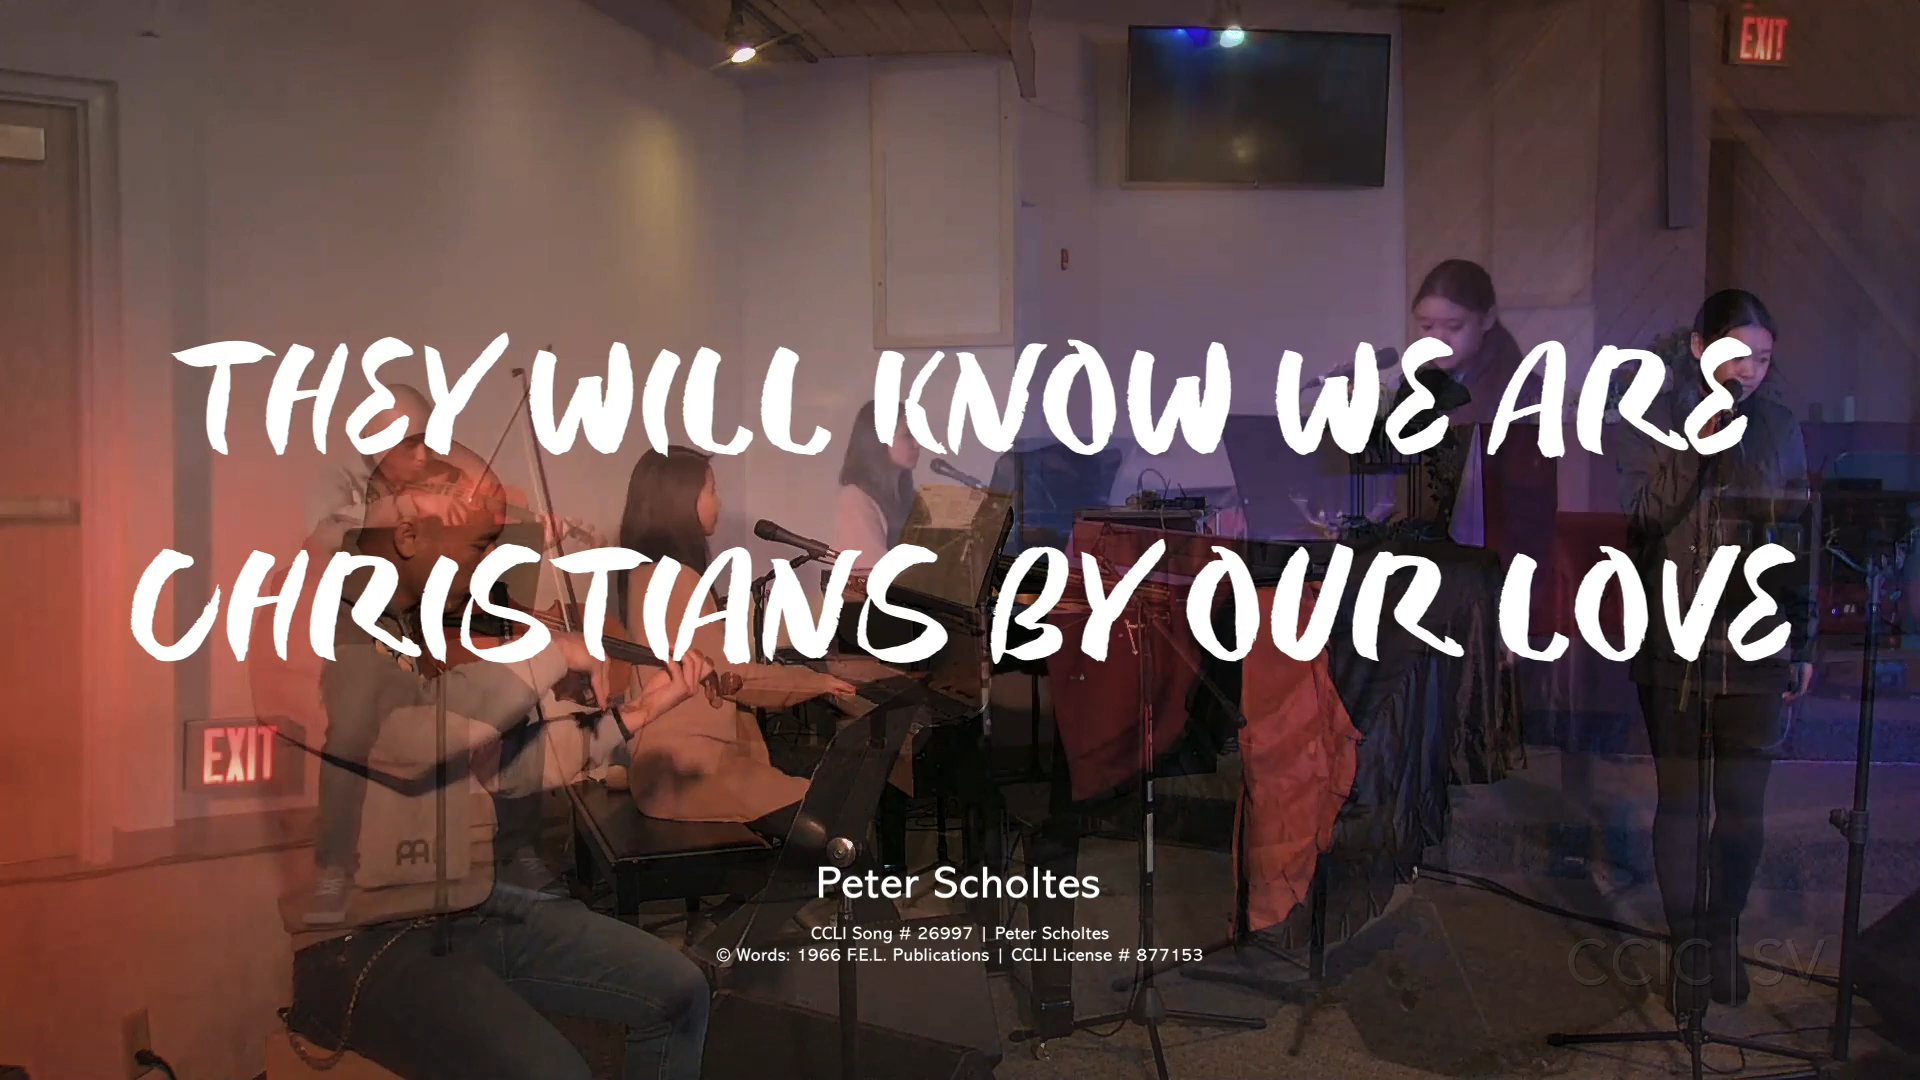 EXIT
THEY WILL KNOW WE ARE
CHRISTIANS BY OUR LOVE
EXIT
Peter Scholtes
CCLI Song # 26997 | Peter Scholtes
© Words: 1966 F.E.L. Publications | CCLI License # 877153
CCIC|SV